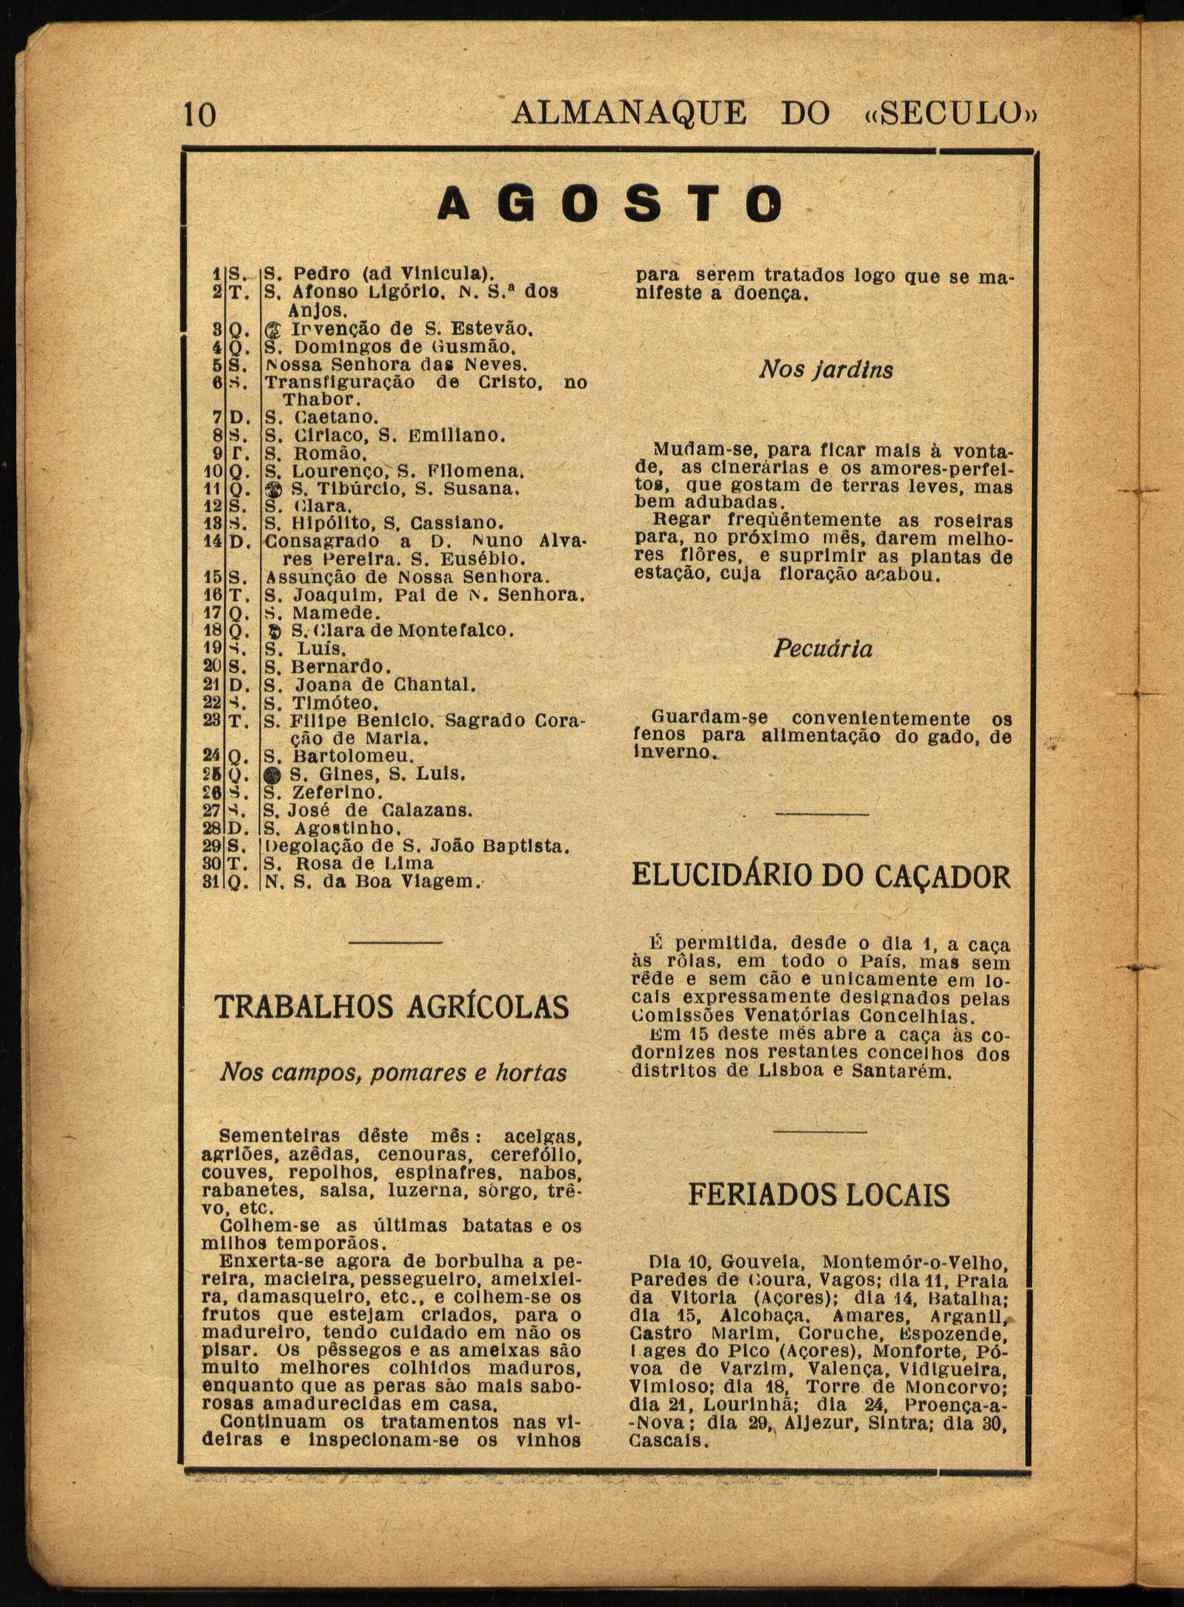 10 ALMANAQUE DO «SECULO»
AGOSTO
1 S. S. Pedro (ad Vinicula).
2 T. S. Afonso Ligório. N. S.ª dos
Anjos.
3 Q. Invenção de S. Estevão.
4 Q. S. Domingos de Gusmão.
5 S. Nossa Senhora das Neves.
6 S. Transfiguração de Cristo, no
Thabor.
7 D. S. Caetano.
8 S. S. Ciriaco, S. Emiliano.
9 T. S. Romão.
10 Q. S. Lourenço, S. Filomena.
11 Q. S. Tibúrcio, S. Susana.
12 S. S. Clara.
13 S. S. Hipólito, S. Cassiano.
14 D. Consagrado a D. Nuno Alva-
res Pereira. S. Eusébio.
15 S. Assunção de Nossa Senhora.
16 T. S. Joaquim, Pai de N. Senhora.
17 Q. S. Mamede.
18 Q. S. Clara de Montefalco.
19 S. S. Luís.
20 S. S. Bernardo.
21 D. S. Joana de Chantal.
22 S. S. Timóteo.
23 T. S. Filipe Benicio. Sagrado Cora-
ção de Maria.
24 Q. S. Bartolomeu.
25 Q. S. Gines, S. Luis.
26 S. S. Zeferino.
27 S. S. José de Calazans.
28 D. S. Agostinho.
29 S. Degolação de S. João Baptista.
30 T. S. Rosa de Lima
31 Q. N. S. da Boa Viagem.
TRABALHOS AGRÍCOLAS
Nos campos, pomares e hortas
Sementeiras dêste mês: acelgas,
agriões, azêdas, cenouras, cerefólio,
couves, repolhos, espinafres, nabos,
rabanetes, salsa, luzerna, sòrgo, trê-
vo, etc.
Colhem-se as últimas batatas e os
milhos temporãos.
Enxerta-se agora de borbulha a pe-
reira, macieira, pessegueiro, ameixiei-
ra, damasqueiro, etc., e colhem-se os
frutos que estejam criados, para o
madureiro, tendo cuidado em não os
pisar. Os pêssegos e as ameixas são
muito melhores colhidos maduros,
enquanto que as peras são mais sabo-
rosas amadurecidas em casa.
Continuam os tratamentos nas vi-
deiras e inspecionam-se os vinhos
para serem tratados logo que se ma-
nifeste a doença.
Nos jardins
Mudam-se, para ficar mais à vonta-
de, as cinerárias e os amores-perfei-
tos, que gostam de terras leves, mas
bem adubadas.
Regar freqüêntemente as roseiras
para, no próximo mês, darem melho-
res flôres, e suprimir as plantas de
estação, cuja floração acabou.
Pecuária
Guardam-se convenientemente os
fenos para alimentação do gado, de
inverno.
ELUCIDÁRIO DO CAÇADOR
É permitida, desde o dia 1, a caça
às rôlas, em todo o País, mas sem
rêde e sem cão e unicamente em lo-
cais expressamente designados pelas
Comissões Venatórias Concelhias.
Em 15 deste mês abre a caça às co-
dornizes nos restantes concelhos dos
distritos de Lisboa e Santarém.
FERIADOS LOCAIS
Dia 10, Gouveia, Montemór-o-Velho,
Paredes de Coura, Vagos; dia 11, Praia
da Vitoria (Açores); dia 14, Batalha;
dia 15, Alcobaça, Amares, Arganil,
Castro Marim, Coruche, Espozende,
Lages do Pico (Açores), Monforte, Pó-
voa de Varzim, Valença, Vidigueira,
Vimioso; dia 18, Torre de Moncorvo;
dia 21, Lourinhã; dia 24, Proença-a-
-Nova; dia 29, Aljezur, Sintra; dia 30,
Cascais.